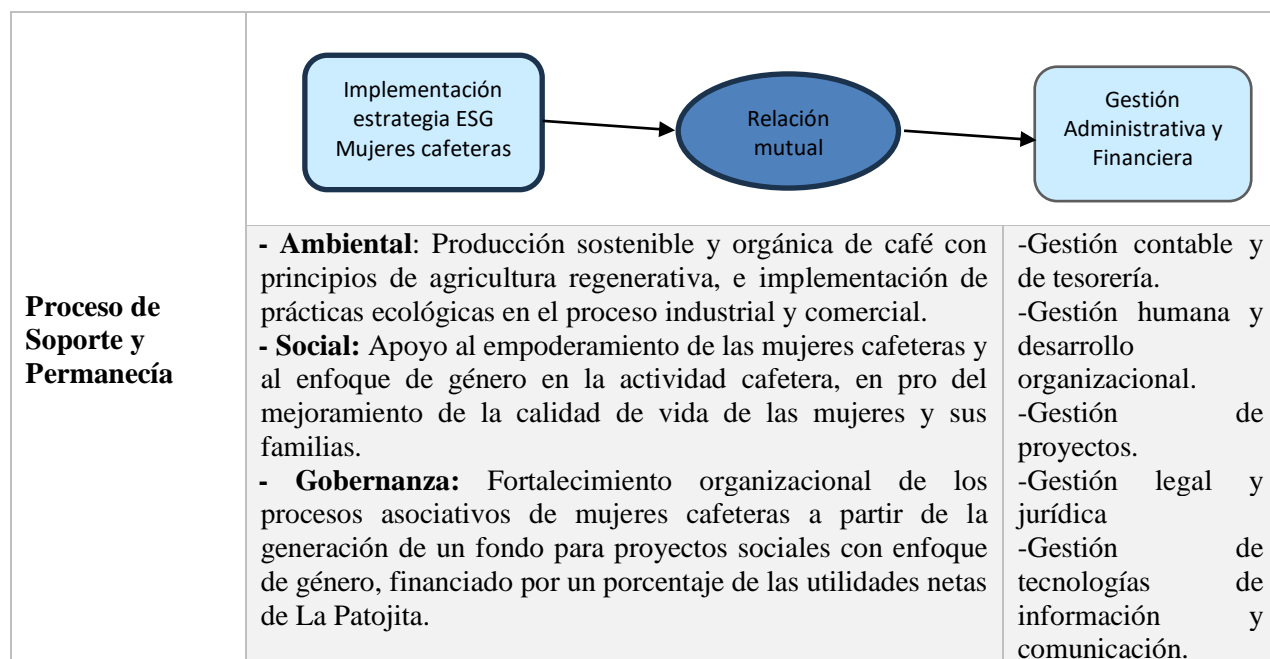 Implementación
estrategia ESG
Mujeres cafeteras
Relación
mutual
Gestión
Administrativa y
Financiera
Proceso de
Soporte y
Permanecía
- Ambiental: Producción sostenible y orgánica de café con
principios de agricultura regenerativa, e implementación de
prácticas ecológicas en el proceso industrial y comercial.
- Social: Apoyo al empoderamiento de las mujeres cafeteras y
al enfoque de género en la actividad cafetera, en pro del
mejoramiento de la calidad de vida de las mujeres y sus
familias.
- Gobernanza: Fortalecimiento organizacional de los
procesos asociativos de mujeres cafeteras a partir de la
generación de un fondo para proyectos sociales con enfoque
de género, financiado por un porcentaje de las utilidades netas
de La Patojita.
-Gestión contable y
de tesorería.
-Gestión humana y
desarrollo
organizacional.
-Gestión de
proyectos.
-Gestión legal y
jurídica
-Gestión de
tecnologías de
información y
comunicación.